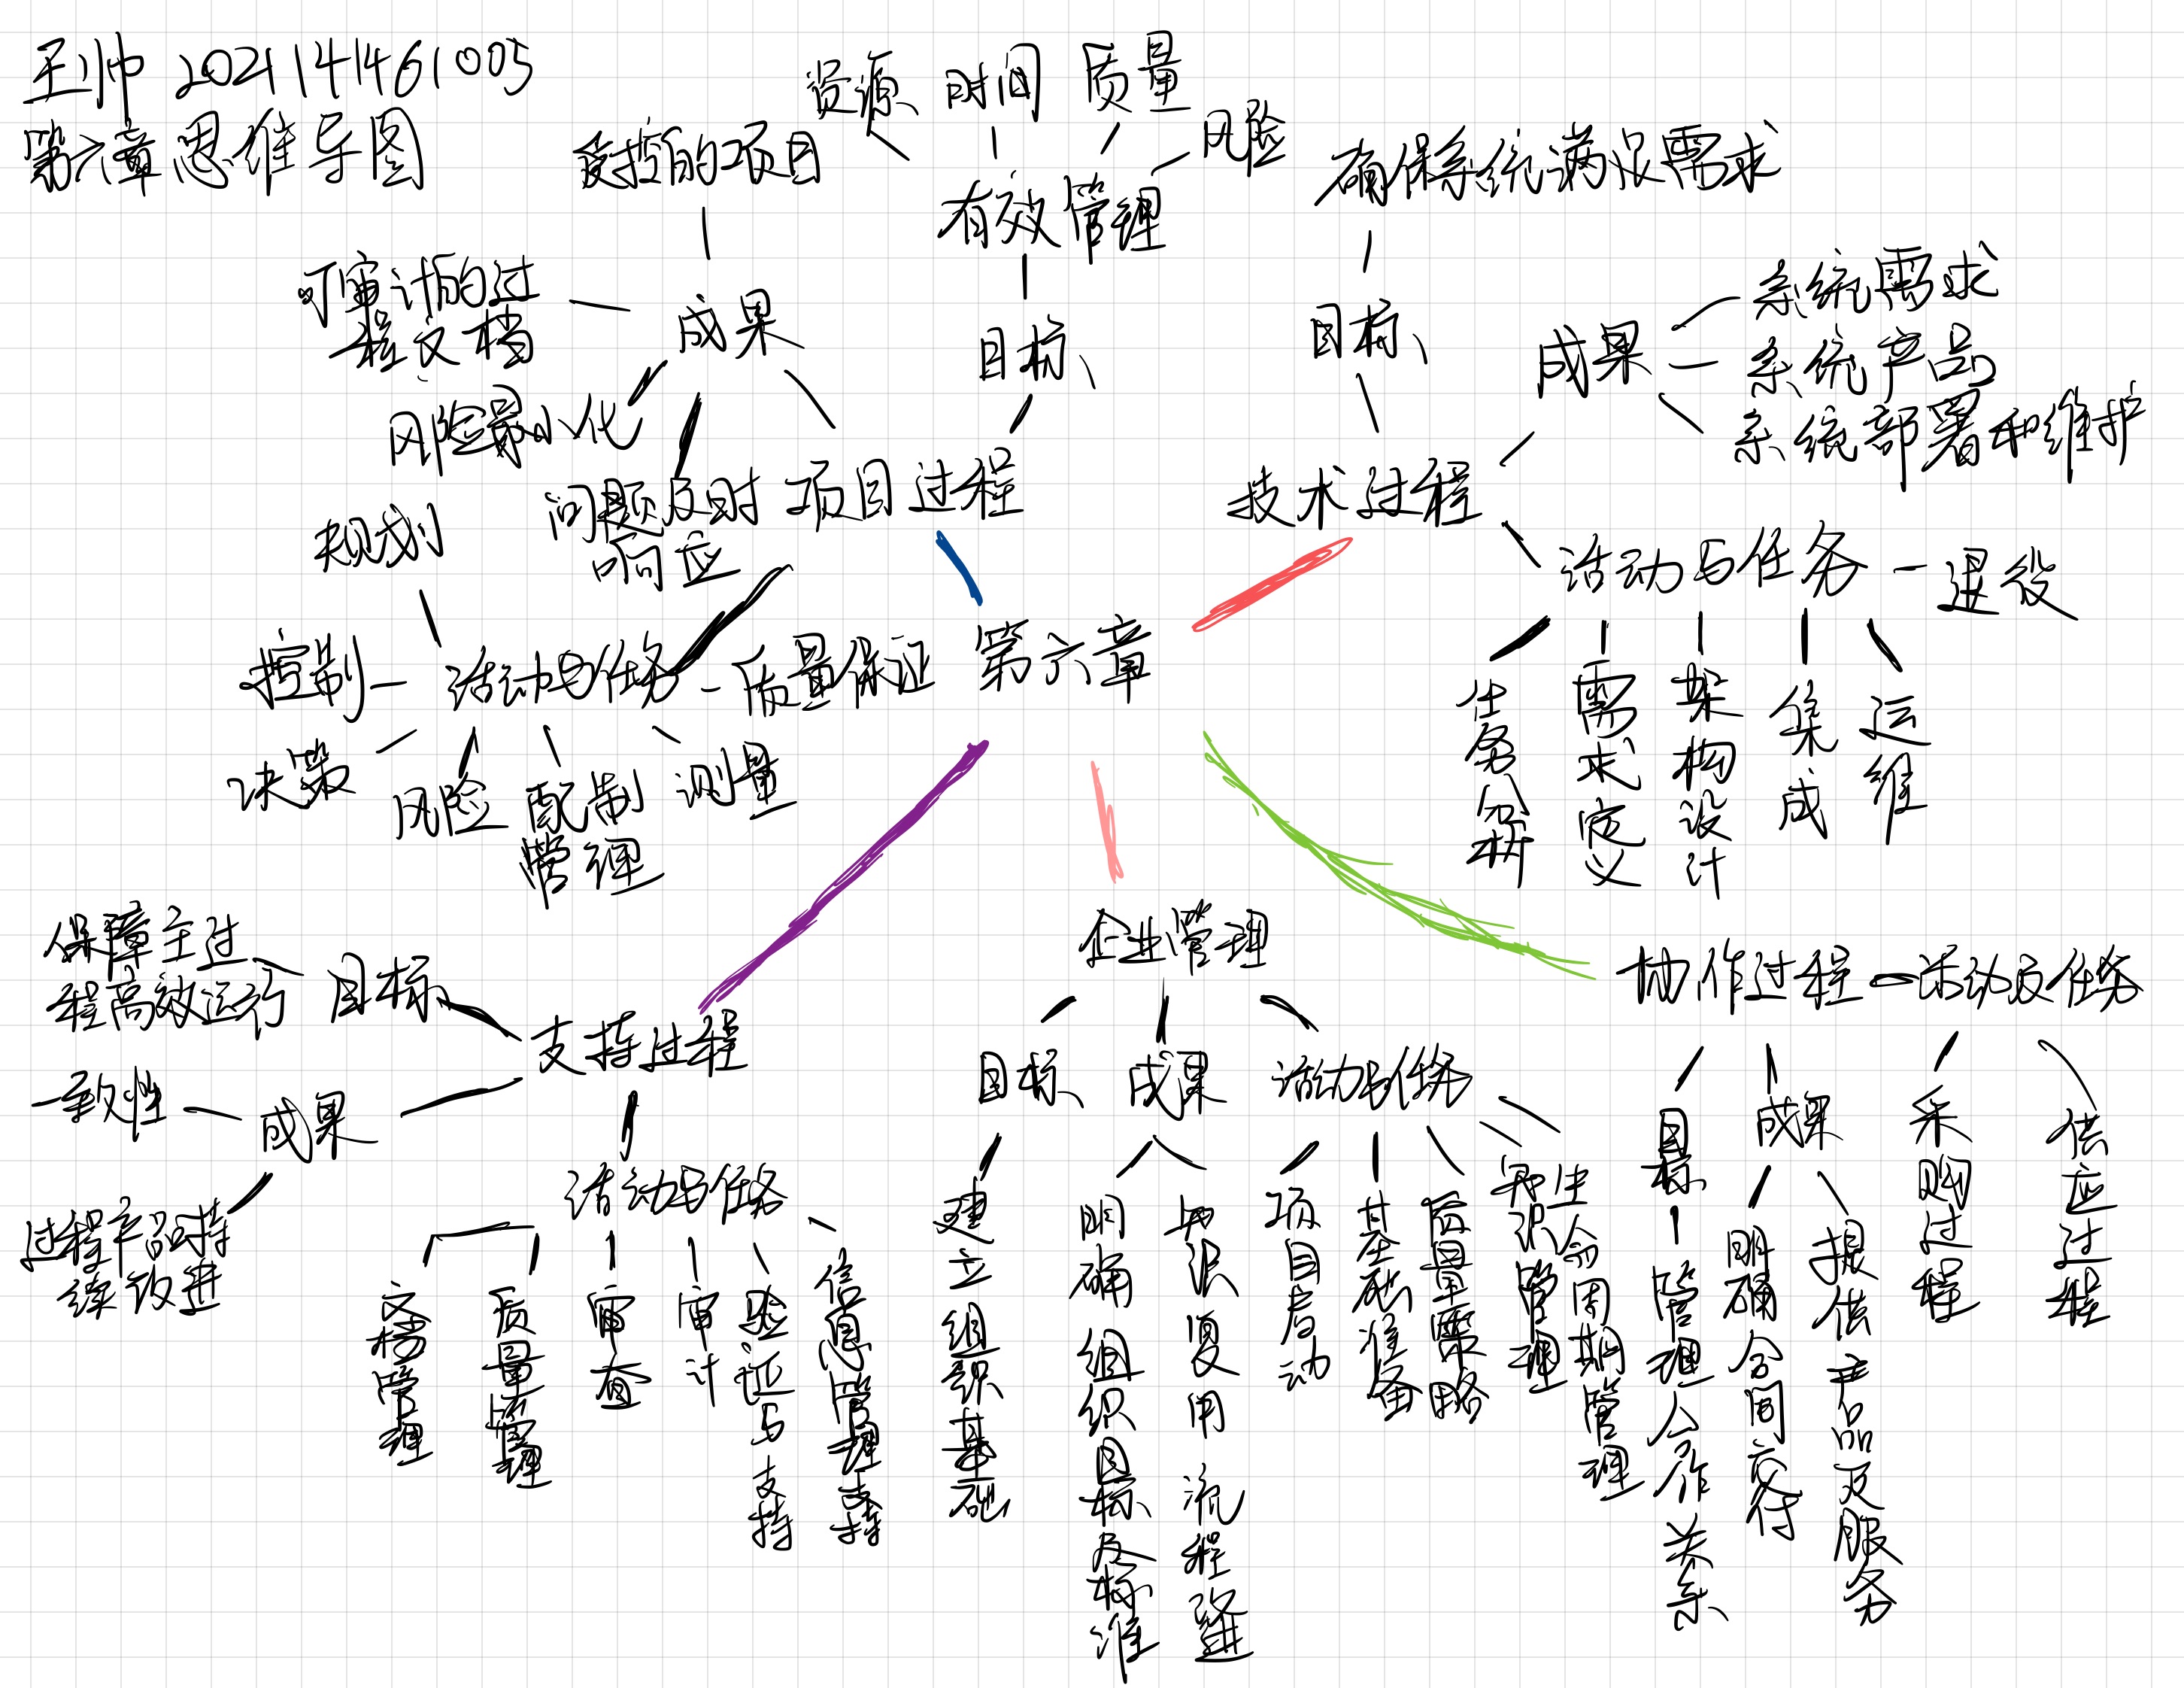 王帅 2021141461005
第六章思维导图
资源 时间 质量
风险
有效管理
目标
项目过程
受控的项目
成果
可审计的过
程文档
风险最小化
问题及时
响应
规划
控制
活动与任务
质量保证
决策
风险
配制
管理
测量
第六章
确保系统满足需求
目标
技术过程
成果
系统需求
系统产品
系统部署和维护
活动与任务
退役
任务分析
需求定义
架构设计
集成
运维
保障主过
程高效运行
目标
支持过程
一致性
成果
过程产品持
续改进
活动与任务
文档管理
质量管理
审查
审计
验证与支持
信息管理支持
企业管理
目标
成果
活动与任务
建立组织基础
明确组织目标及标准
知识复用 流程
项目启动
基础准备
质量策略
知识管理
生命周期管理
协作过程
活动及任务
目标
管理合作关系
成果
明确合同交付
提供产品及服务
采购过程
供应过程